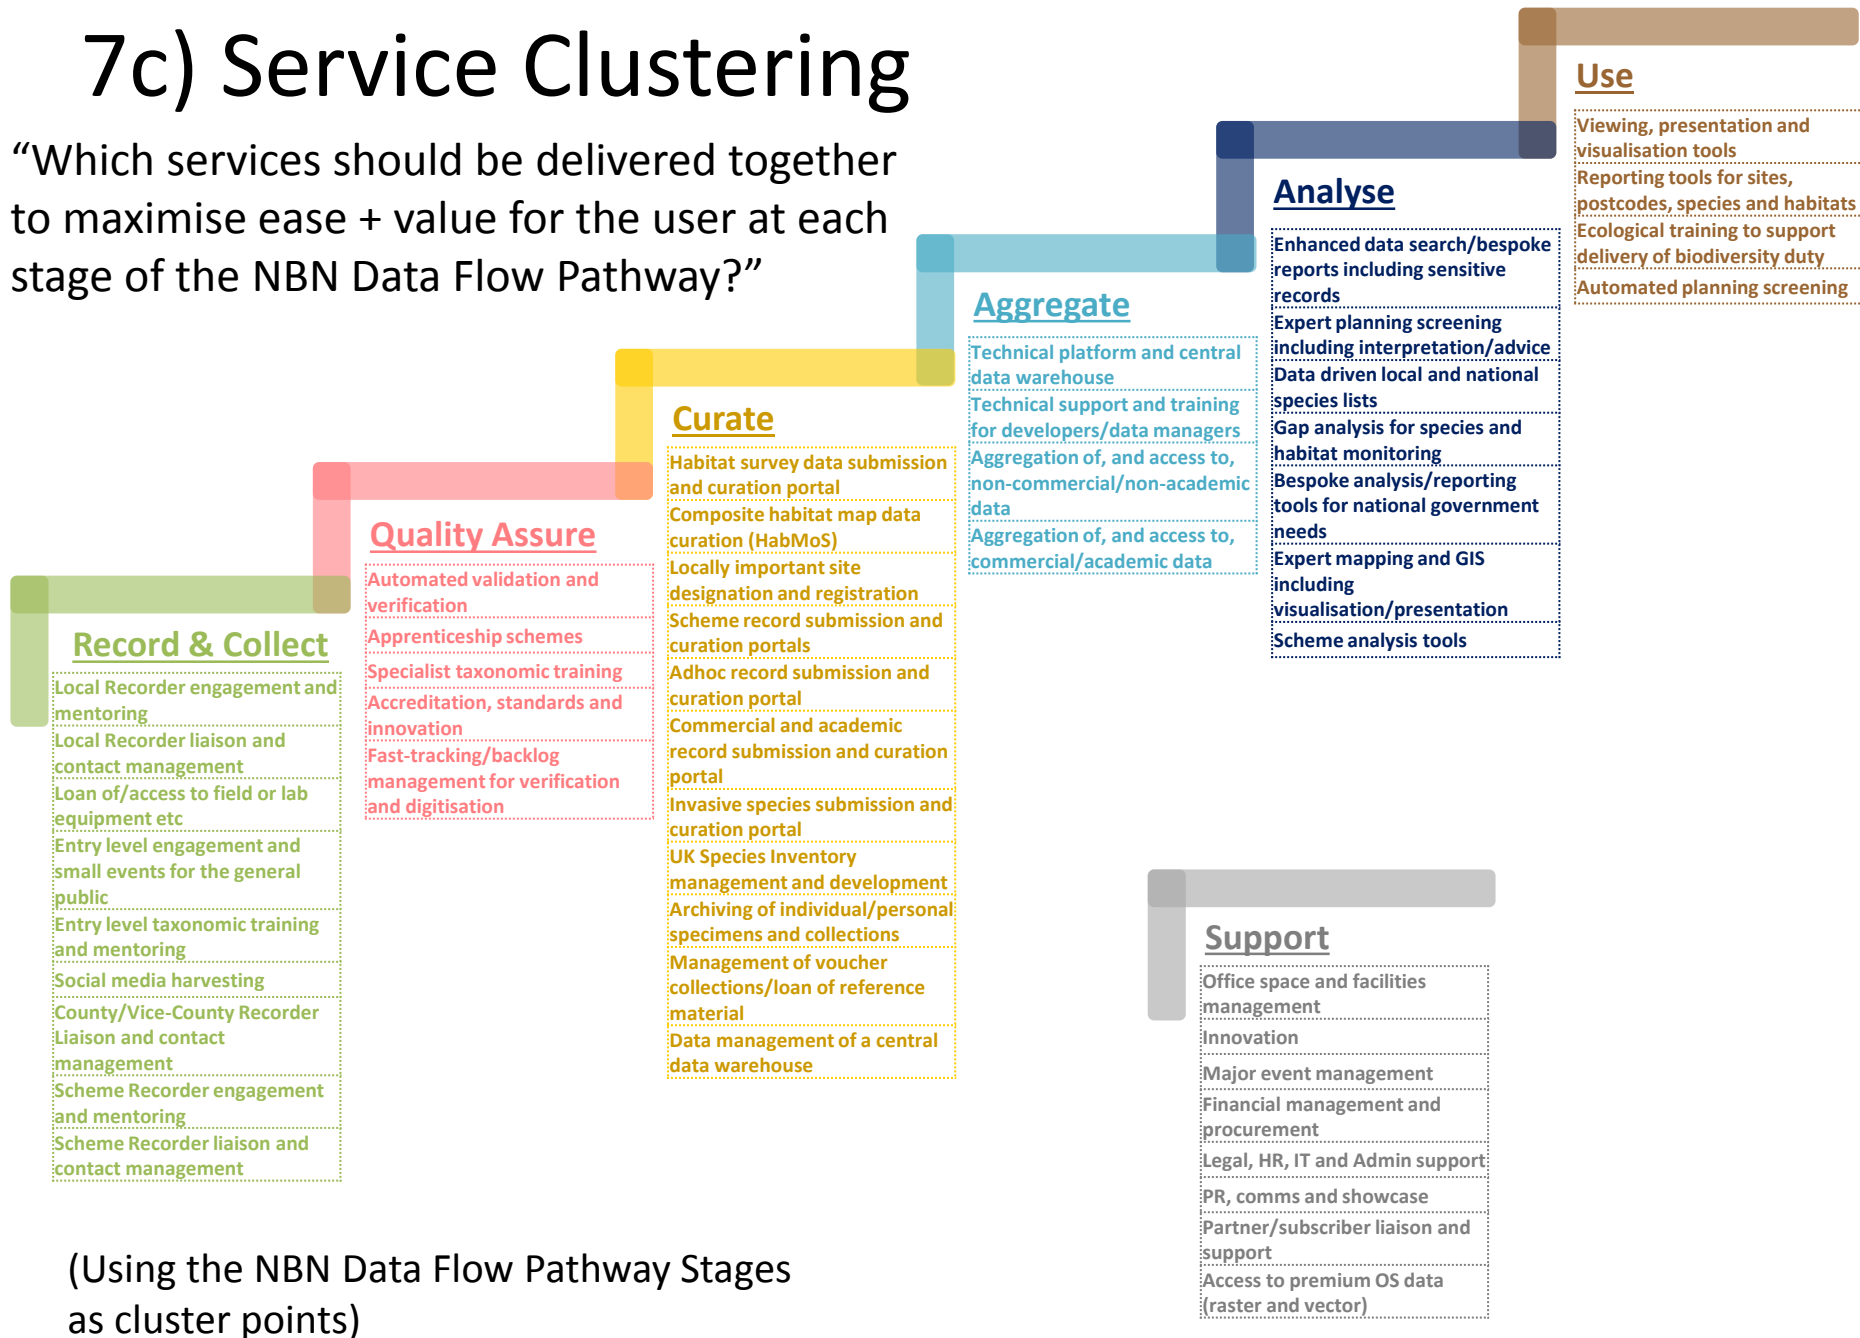 7c) Service Clustering
“Which services should be delivered together
to maximise ease + value for the user at each
stage of the NBN Data Flow Pathway?”
Record & Collect
Local Recorder engagement and
mentoring
Local Recorder liaison and
contact management
Loan of/access to field or lab
equipment etc
Entry level engagement and
small events for the general
public
Entry level taxonomic training
and mentoring
Social media harvesting
County/Vice-County Recorder
Liaison and contact
management
Scheme Recorder engagement
and mentoring
Scheme Recorder liaison and
contact management
Quality Assure
Automated validation and
verification
Apprenticeship schemes
Specialist taxonomic training
Accreditation, standards and
innovation
Fast-tracking/backlog
management for verification
and digitisation
Curate
Habitat survey data submission
and curation portal
Composite habitat map data
curation (HabMoS)
Locally important site
designation and registration
Scheme record submission and
curation portals
Adhoc record submission and
curation portal
Commercial and academic
record submission and curation
portal
Invasive species submission and
curation portal
UK Species Inventory
management and development
Archiving of individual/personal
specimens and collections
Management of voucher
collections/loan of reference
material
Data management of a central
data warehouse
Aggregate
Technical platform and central
data warehouse
Technical support and training
for developers/data managers
Aggregation of, and access to,
non-commercial/non-academic
data
Aggregation of, and access to,
commercial/academic data
Analyse
Enhanced data search/bespoke
reports including sensitive
records
Expert planning screening
including interpretation/advice
Data driven local and national
species lists
Gap analysis for species and
habitat monitoring
Bespoke analysis/reporting
tools for national government
needs
Expert mapping and GIS
including
visualisation/presentation
Scheme analysis tools
Use
Viewing, presentation and
visualisation tools
Reporting tools for sites,
postcodes, species and habitats
Ecological training to support
delivery of biodiversity duty
Automated planning screening
Support
Office space and facilities
management
Innovation
Major event management
Financial management and
procurement
Legal, HR, IT and Admin support
PR, comms and showcase
Partner/subscriber liaison and
support
Access to premium OS data
(raster and vector)
(Using the NBN Data Flow Pathway Stages
as cluster points)